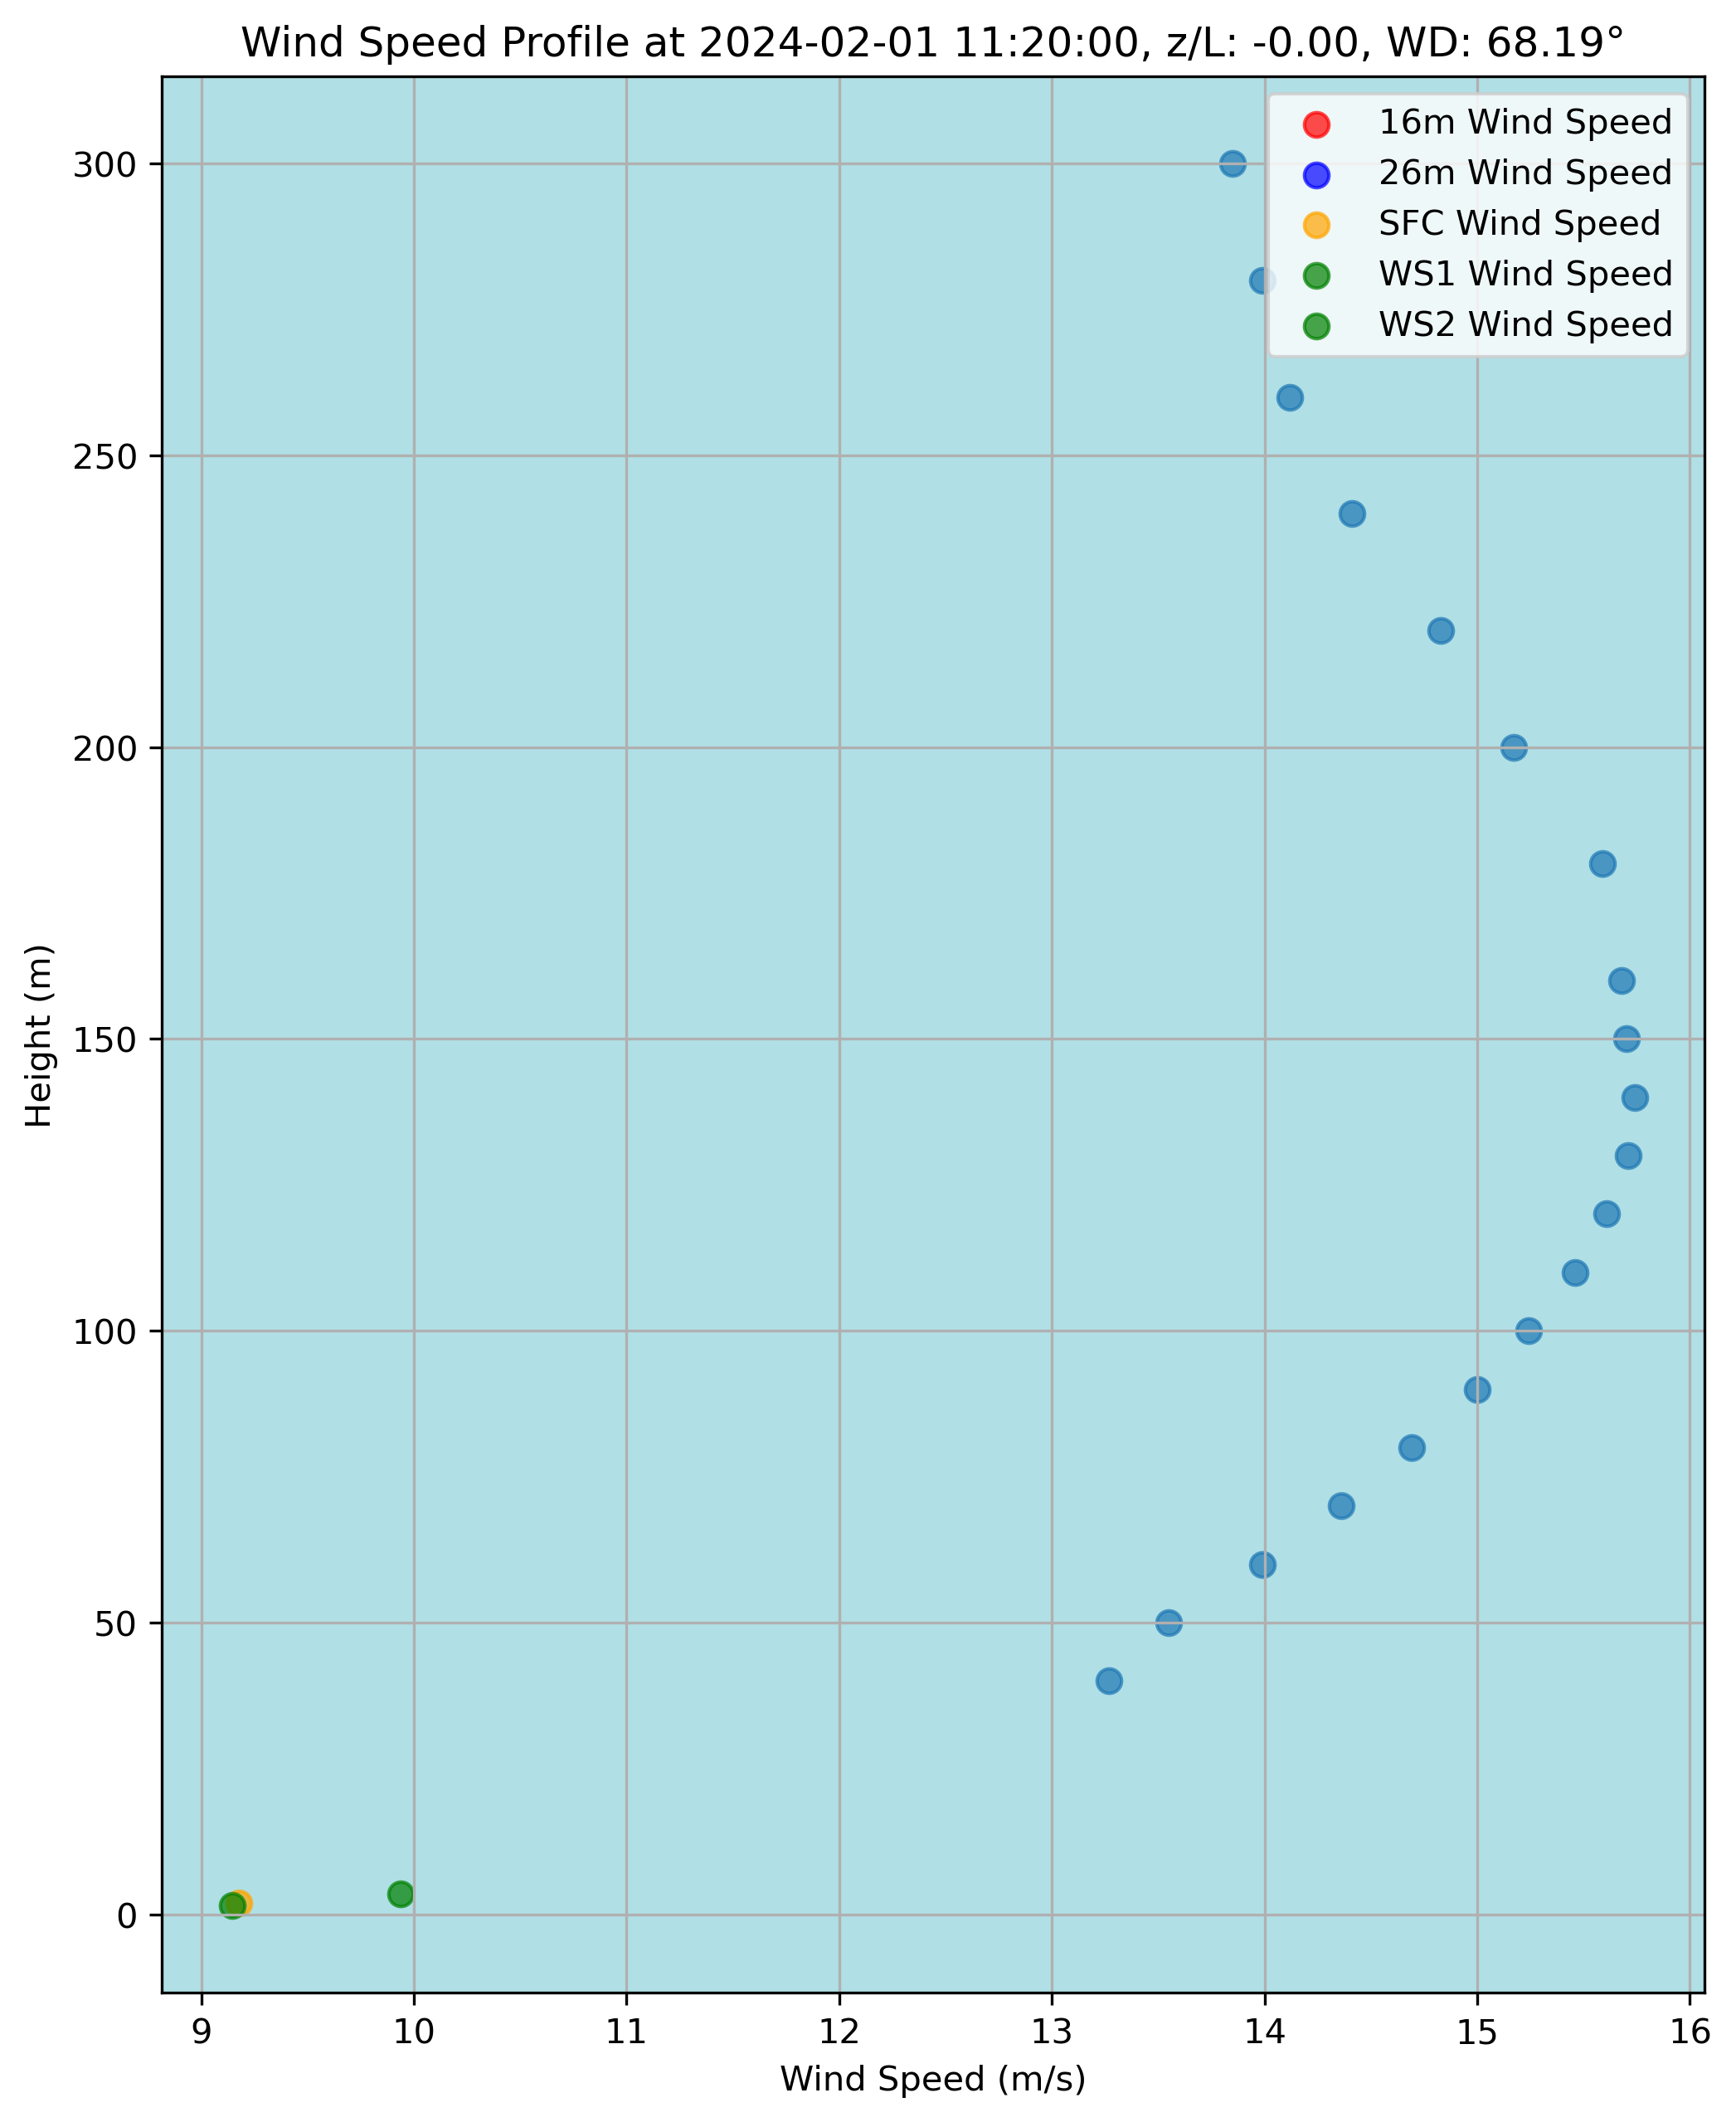 Wind Speed Profile at 2024-02-01 11:20:00, z/L: -0.00, WD: 68.19°
16m Wind Speed
26m Wind Speed
SFC Wind Speed
WS1 Wind Speed
WS2 Wind Speed
300
250
200
150
100
50
0
Height (m)
9 10 11 12 13 14 15 16
Wind Speed (m/s)